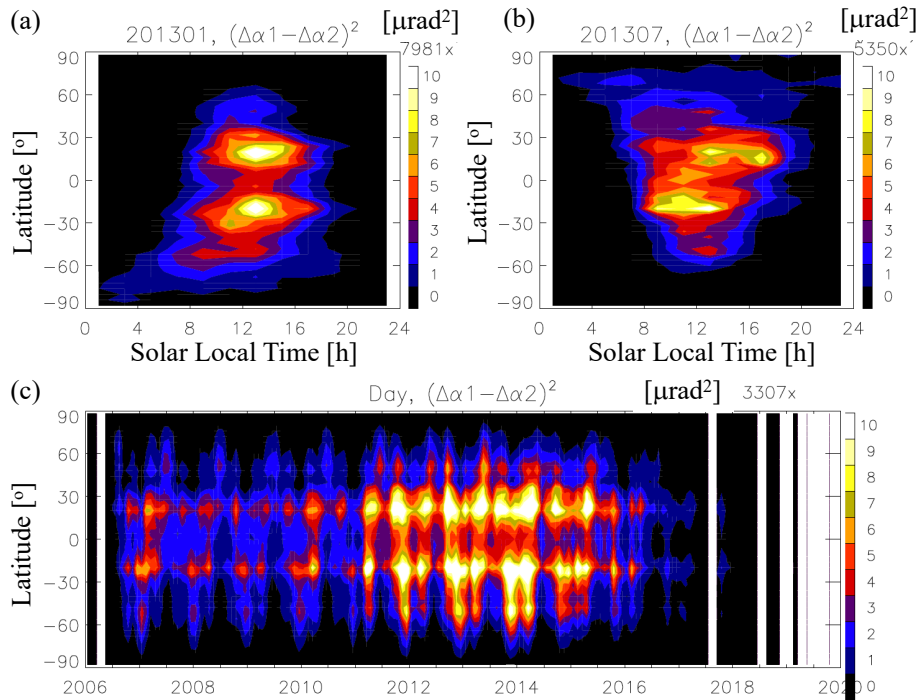 (a)
201301, (Δα1−Δα2)²
[μrad²]
7981x
90
60
30
0
−30
−60
−90
Latitude [º]
0 4 8 12 16 20 24
Solar Local Time [h]
10
9
8
7
6
5
4
3
2
1
0
(b)
201307, (Δα1−Δα2)²
[μrad²]
5350x
90
60
30
0
−30
−60
−90
Latitude [º]
0 4 8 12 16 20 24
Solar Local Time [h]
10
9
8
7
6
5
4
3
2
1
0
(c)
Day, (Δα1−Δα2)²
[μrad²]
3307x
90
60
30
0
−30
−60
−90
Latitude [º]
2006 2008 2010 2012 2014 2016 2018 2020
10
9
8
7
6
5
4
3
2
1
0